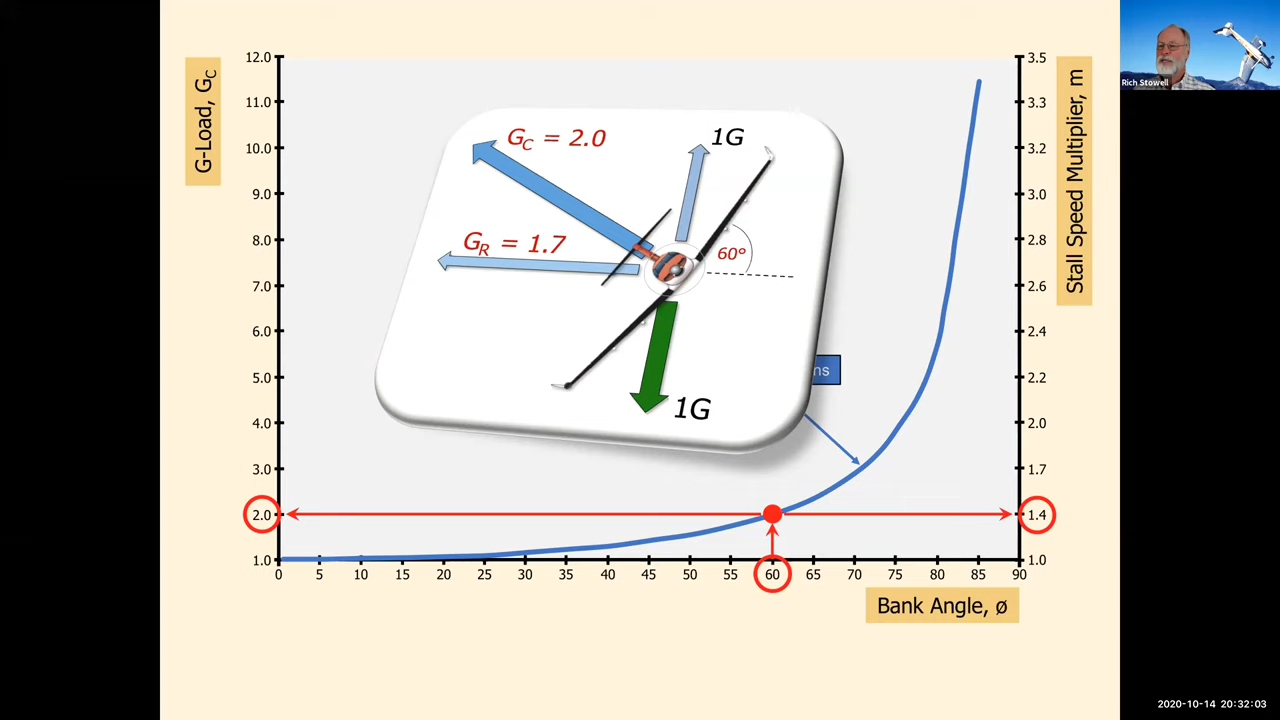 G-Load, G_C
12.0
11.0
10.0
9.0
8.0
7.0
6.0
5.0
4.0
3.0
2.0
1.0
G_C = 2.0
1G
G_R = 1.7
60°
1G
ns
3.5
3.3
3.2
3.0
2.8
2.6
2.4
2.2
2.0
1.7
1.4
1.0
Stall Speed Multiplier, m
0 5 10 15 20 25 30 35 40 45 50 55 60 65 70 75 80 85 90
Bank Angle, ø
Rich Stowell
2020-10-14 20:32:03